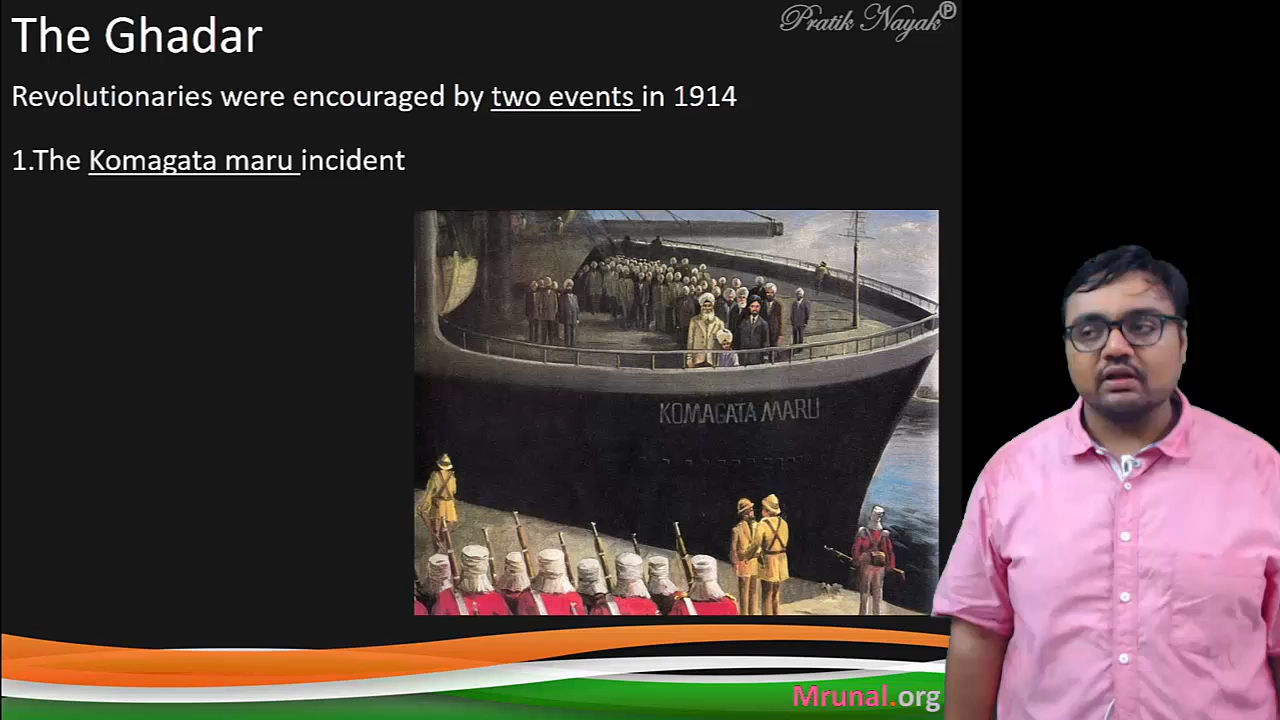 The Ghadar
Pratik Nayak ℗
Revolutionaries were encouraged by two events in 1914
1.The Komagata maru incident
KOMAGATA MARU
Mrunal.org